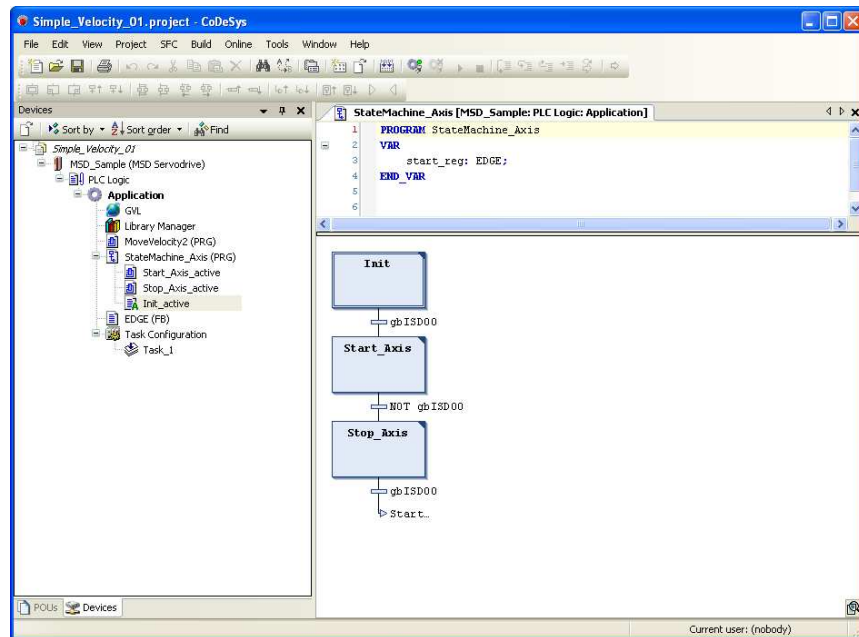 Simple_Velocity_01.project - CoDeSys
File Edit View Project SFC Build Online Tools Window Help
Devices
Sort by Sort order Find
Simple_Velocity_01
MSD_Sample (MSD Servodrive)
PLC Logic
Application
GVL
Library Manager
MoveVelocity2 (PRG)
StateMachine_Axis (PRG)
Start_Axis_active
Stop_Axis_active
Init_active
EDGE (FB)
Task Configuration
Task_1
POUs Devices
StateMachine_Axis [MSD_Sample: PLC Logic: Application]
1 PROGRAM StateMachine_Axis
2 VAR
3 start_reg: EDGE;
4 END_VAR
5
6
Init
gbISD00
Start_Axis
NOT gbISD00
Stop_Axis
gbISD00
Start…
Current user: (nobody)